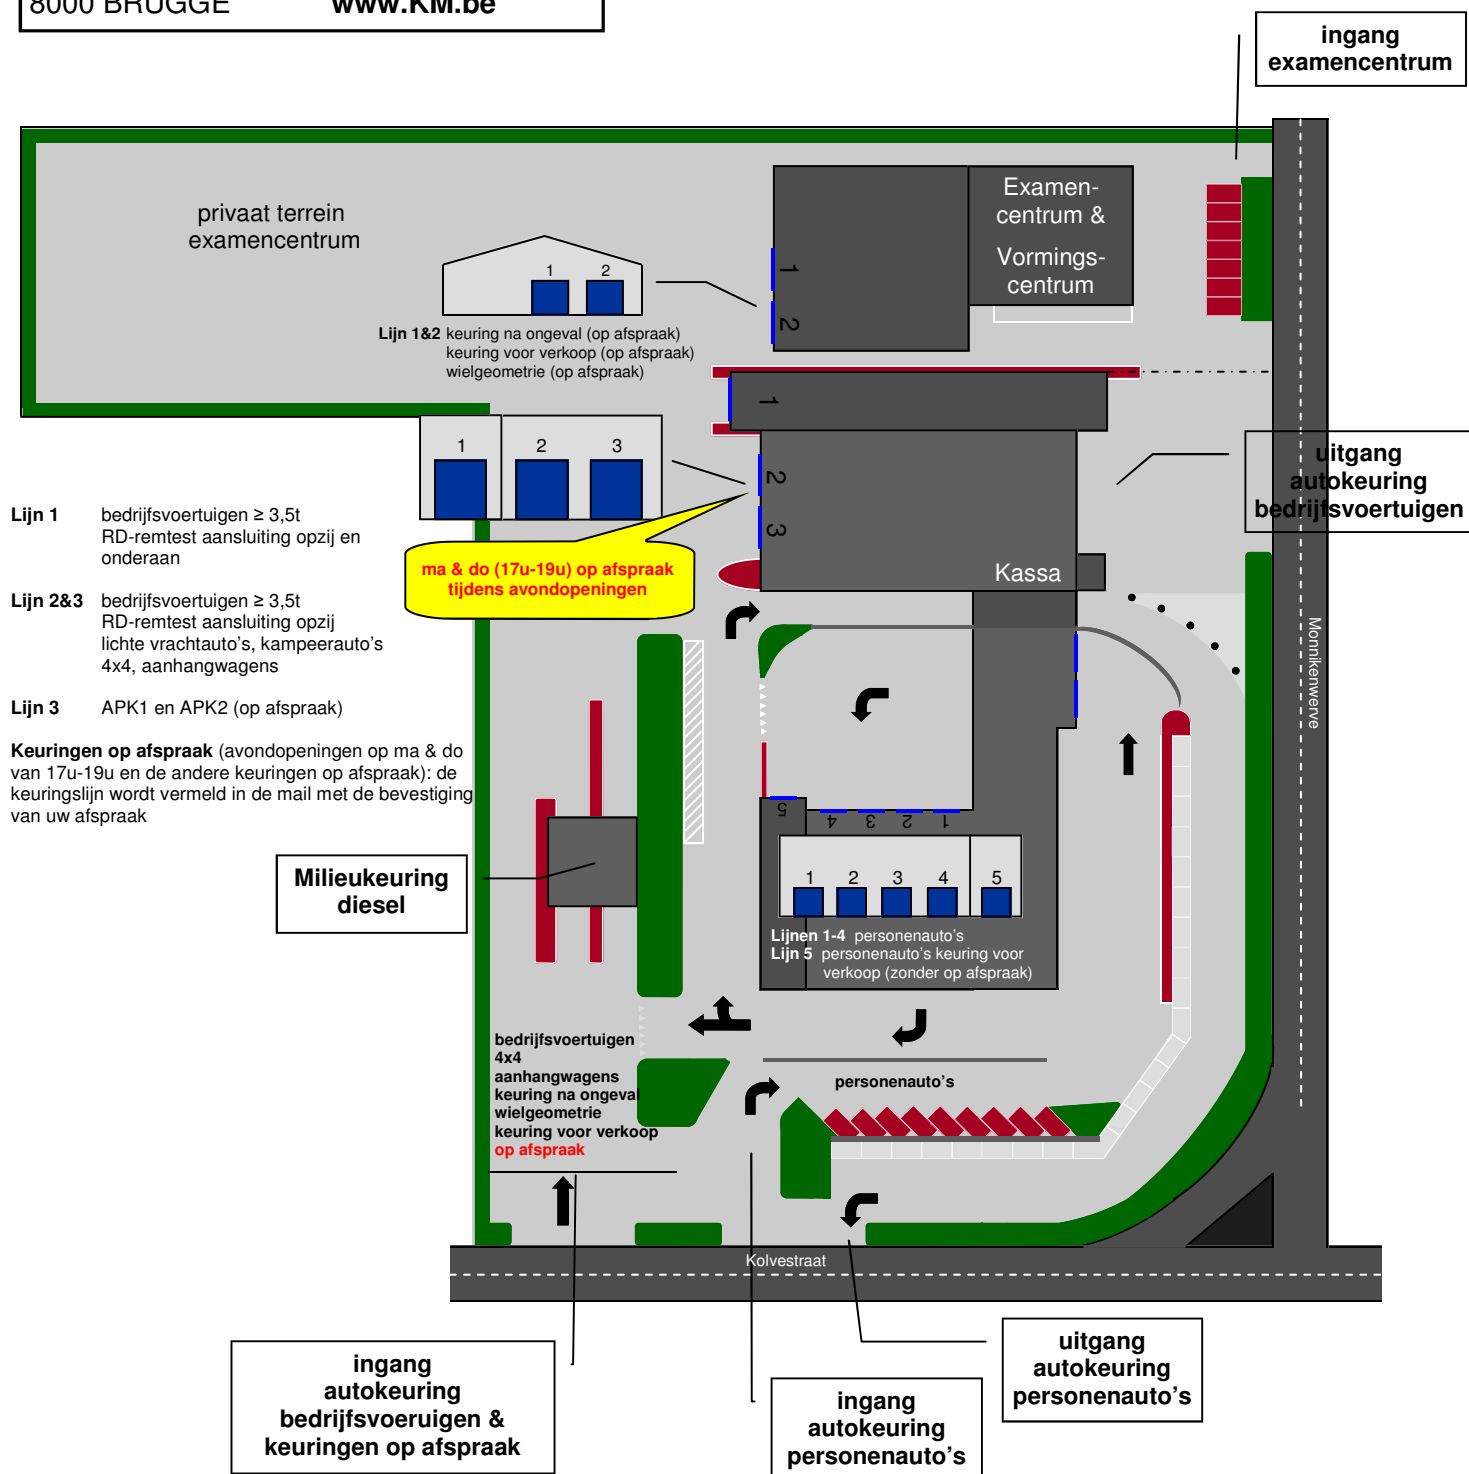 8000 BRUGGE www.KM.be
ingang
examencentrum
privaat terrein
examencentrum
Examen-
centrum &
Vormings-
centrum
1 2
1
2
Lijn 1&2 keuring na ongeval (op afspraak)
keuring voor verkoop (op afspraak)
wielgeometrie (op afspraak)
1
1 2 3
2
3
uitgang
autokeuring
bedrijfsvoertuigen
Lijn 1 bedrijfsvoertuigen ≥ 3,5t
RD-remtest aansluiting opzij en
onderaan
ma & do (17u-19u) op afspraak
tijdens avondopeningen
Kassa
Lijn 2&3 bedrijfsvoertuigen ≥ 3,5t
RD-remtest aansluiting opzij
lichte vrachtauto's, kampeerauto's
4x4, aanhangwagens
Monnikenwerve
Lijn 3 APK1 en APK2 (op afspraak)
Keuringen op afspraak (avondopeningen op ma & do
van 17u-19u en de andere keuringen op afspraak): de
keuringslijn wordt vermeld in de mail met de bevestiging
van uw afspraak
5 4 3 2 1
Milieukeuring
diesel
1 2 3 4 5
Lijnen 1-4 personenauto's
Lijn 5 personenauto's keuring voor
verkoop (zonder op afspraak)
bedrijfsvoertuigen
4x4
aanhangwagens
keuring na ongeval
wielgeometrie
keuring voor verkoop
op afspraak
personenauto's
Kolvestraat
ingang
autokeuring
bedrijfsvoeruigen &
keuringen op afspraak
ingang
autokeuring
personenauto's
uitgang
autokeuring
personenauto's